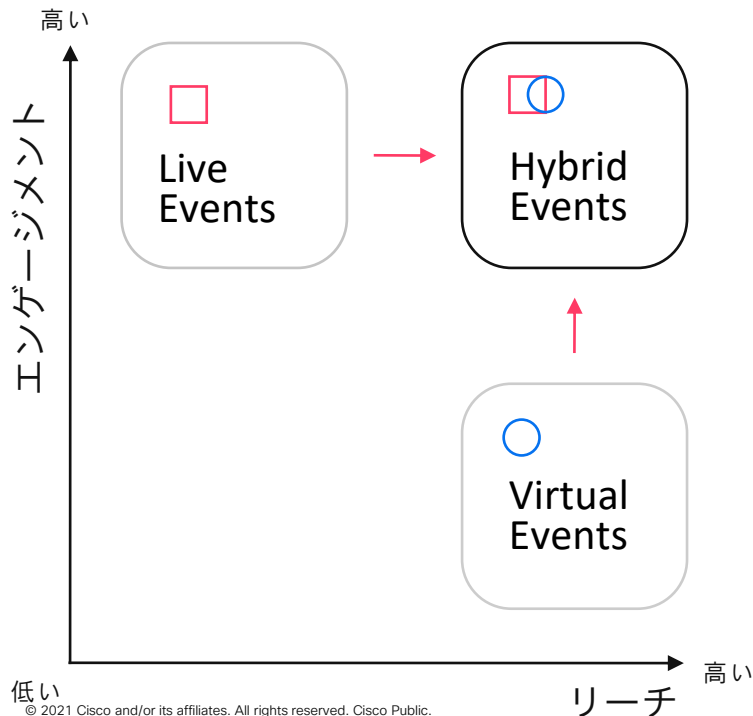 高い
エンゲージメント
Live
Events
Hybrid
Events
Virtual
Events
高い
低い
リーチ
© 2021 Cisco and/or its affiliates. All rights reserved. Cisco Public.